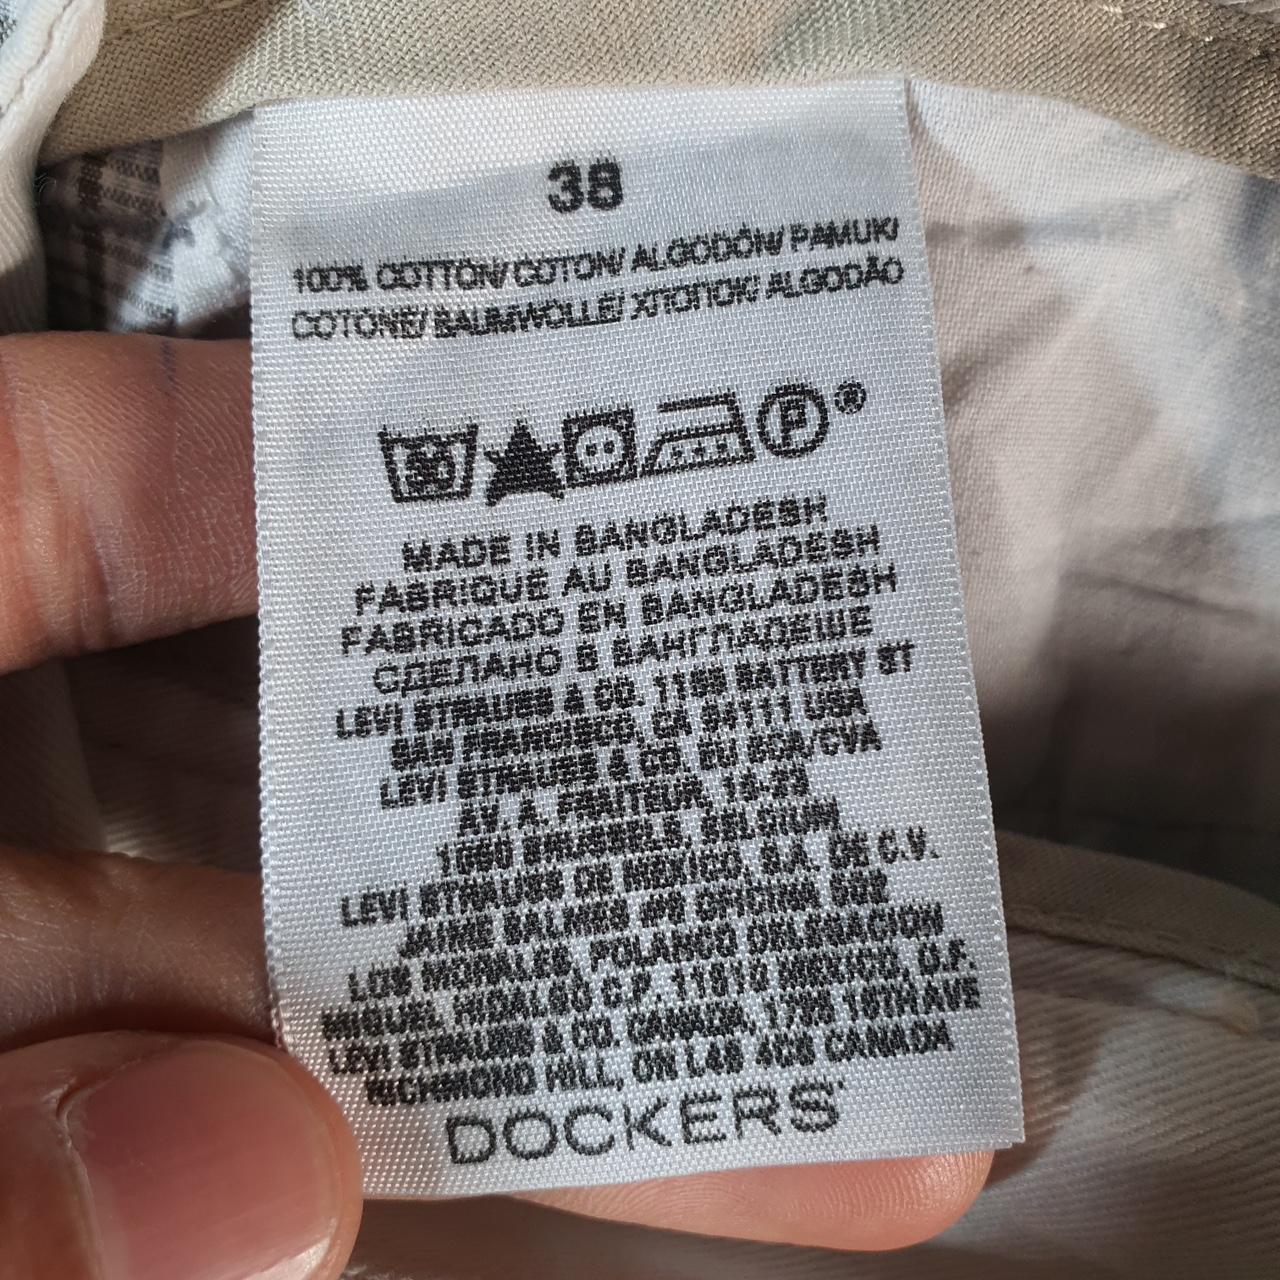 38
100% COTTON/ COTON/ ALGODÓN/ PAMUK/
COTONE/ BAUMWOLLE/ ХЛОПОК/ ALGODÃO
30 P ®
MADE IN BANGLADESH
FABRIQUE AU BANGLADESH
FABRICADO EN BANGLADESH
СДЕЛАНО В БАНГЛАДЕШЕ
LEVI STRAUSS & CO. 1155 BATTERY ST
SAN FRANCISCO, CA 94111 USA
LEVI STRAUSS & CO. EU SCA/CVA
AV. A. FRAITEUR, 15-23
1050 BRUSSELS, BELGIUM
LEVI STRAUSS DE MEXICO, S.A. DE C.V.
JAIME BALMES #8 OFICINA 502
LOS MORALES, POLANCO DELEGACION
MIGUEL HIDALGO C.P. 11510 MEXICO, D.F.
LEVI STRAUSS & CO. CANADA, 1725 16TH AVE
RICHMOND HILL, ON L4B 4C6 CANADA
DOCKERS